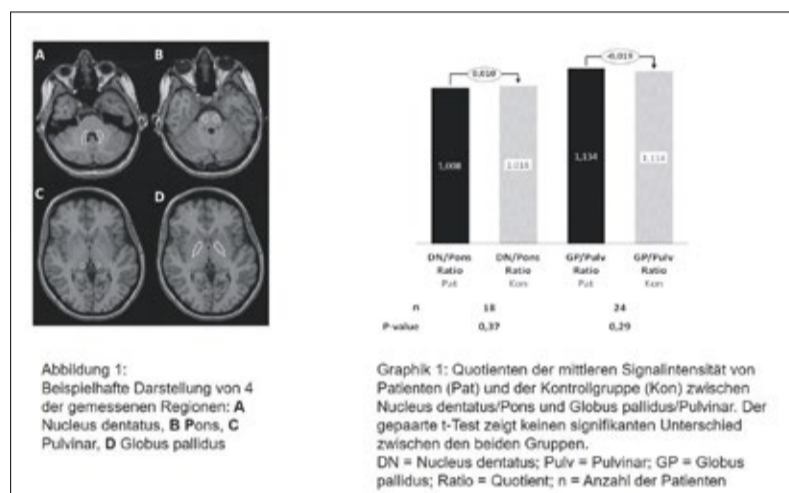 A
B
C
D
0,010
-0,019
1,008
1,018
1,134
1,114
DN/Pons
Ratio
Pat
DN/Pons
Ratio
Kon
GP/Pulv
Ratio
Pat
GP/Pulv
Ratio
Kon
n
18
24
P-value
0,37
0,29
Abbildung 1:
Beispielhafte Darstellung von 4
der gemessenen Regionen: A
Nucleus dentatus, B Pons, C
Pulvinar, D Globus pallidus
Graphik 1: Quotienten der mittleren Signalintensität von
Patienten (Pat) und der Kontrollgruppe (Kon) zwischen
Nucleus dentatus/Pons und Globus pallidus/Pulvinar. Der
gepaarte t-Test zeigt keinen signifikanten Unterschied
zwischen den beiden Gruppen.
DN = Nucleus dentatus; Pulv = Pulvinar; GP = Globus
pallidus; Ratio = Quotient; n = Anzahl der Patienten